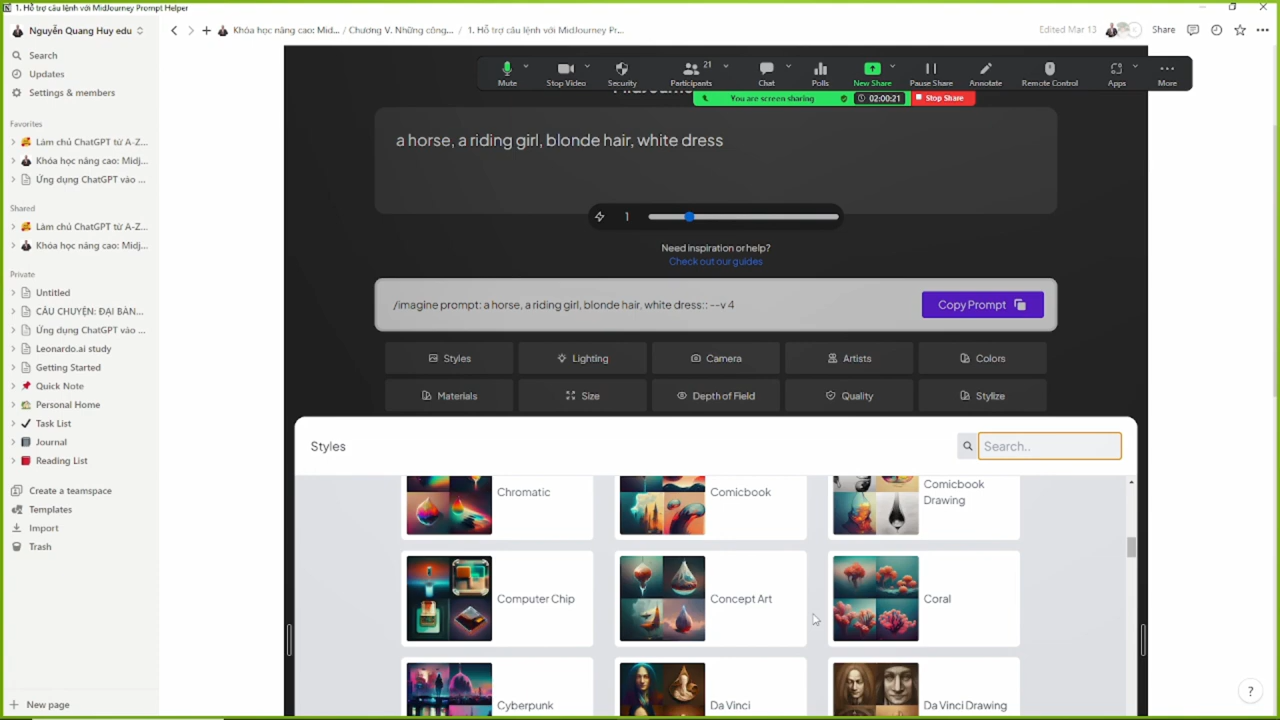 1. Hỗ trợ câu lệnh với MidJourney Prompt Helper
Nguyễn Quang Huy edu
Khóa học nâng cao: Mid... / Chương V. Những công... / 1. Hỗ trợ câu lệnh với MidJourney Pr...
Edited Mar 13
Share
Search
Updates
Settings & members
Favorites
Làm chủ ChatGPT từ A-Z...
Khóa học nâng cao: Midj...
Ứng dụng ChatGPT vào ...
Shared
Làm chủ ChatGPT từ A-Z...
Khóa học nâng cao: Midj...
Private
Untitled
CÂU CHUYỆN: ĐẠI BÀN...
Ứng dụng ChatGPT vào ...
Leonardo.ai study
Getting Started
Quick Note
Personal Home
Task List
Journal
Reading List
Create a teamspace
Templates
Import
Trash
New page
Mute
Stop Video
Security
Participants
21
Chat
Polls
New Share
Pause Share
Annotate
Remote Control
Apps
More
You are screen sharing
02:00:21
Stop Share
a horse, a riding girl, blonde hair, white dress
1
Need inspiration or help?
Check out our guides
/imagine prompt: a horse, a riding girl, blonde hair, white dress:: --v 4
Copy Prompt
Styles
Lighting
Camera
Artists
Colors
Materials
Size
Depth of Field
Quality
Stylize
Styles
Search..
Chromatic
Comicbook
Comicbook
Drawing
Computer Chip
Concept Art
Coral
Cyberpunk
Da Vinci
Da Vinci Drawing
?